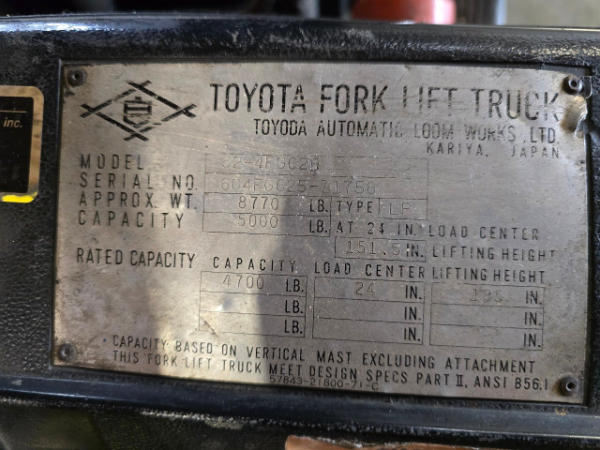 inc.
TOYOTA FORK LIFT TRUCK
TOYODA AUTOMATIC LOOM WORKS, LTD.
KARIYA, JAPAN
MODEL
SERIAL NO.
APPROX. WT. 8770 LB. TYPE LP
CAPACITY 5000 LB. AT 24 IN. LOAD CENTER
151.5 IN. LIFTING HEIGHT
RATED CAPACITY CAPACITY LOAD CENTER LIFTING HEIGHT
4700 LB. 24 IN. IN.
LB. IN. IN.
LB. IN. IN.
• CAPACITY BASED ON VERTICAL MAST EXCLUDING ATTACHMENT
THIS FORK LIFT TRUCK MEET DESIGN SPECS PART II, ANSI B56.1
57843-21800-71-C